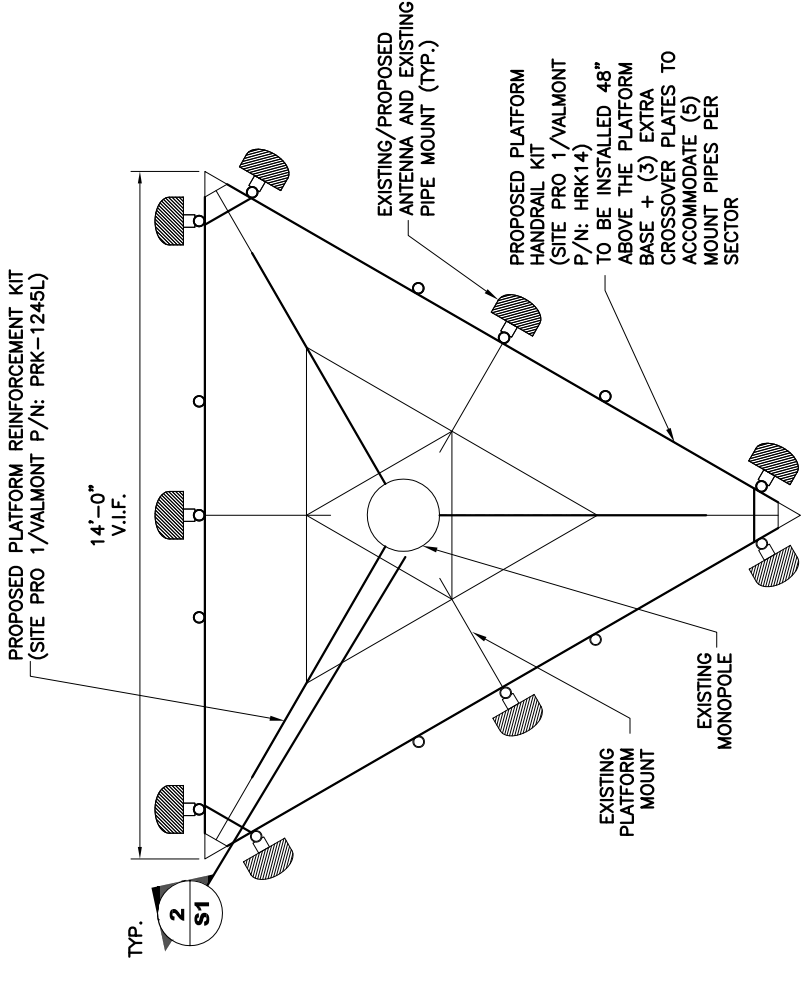 PROPOSED PLATFORM REINFORCEMENT KIT
(SITE PRO 1/VALMONT P/N: PRK-1245L)
14'-0"
V.I.F.
EXISTING/PROPOSED
ANTENNA AND EXISTING
PIPE MOUNT (TYP.)
PROPOSED PLATFORM
HANDRAIL KIT
(SITE PRO 1/VALMONT
P/N: HRK14)
TO BE INSTALLED 48"
ABOVE THE PLATFORM
BASE + (3) EXTRA
CROSSOVER PLATES TO
ACCOMMODATE (5)
MOUNT PIPES PER
SECTOR
EXISTING
MONOPOLE
EXISTING
PLATFORM
MOUNT
TYP.
2
S1